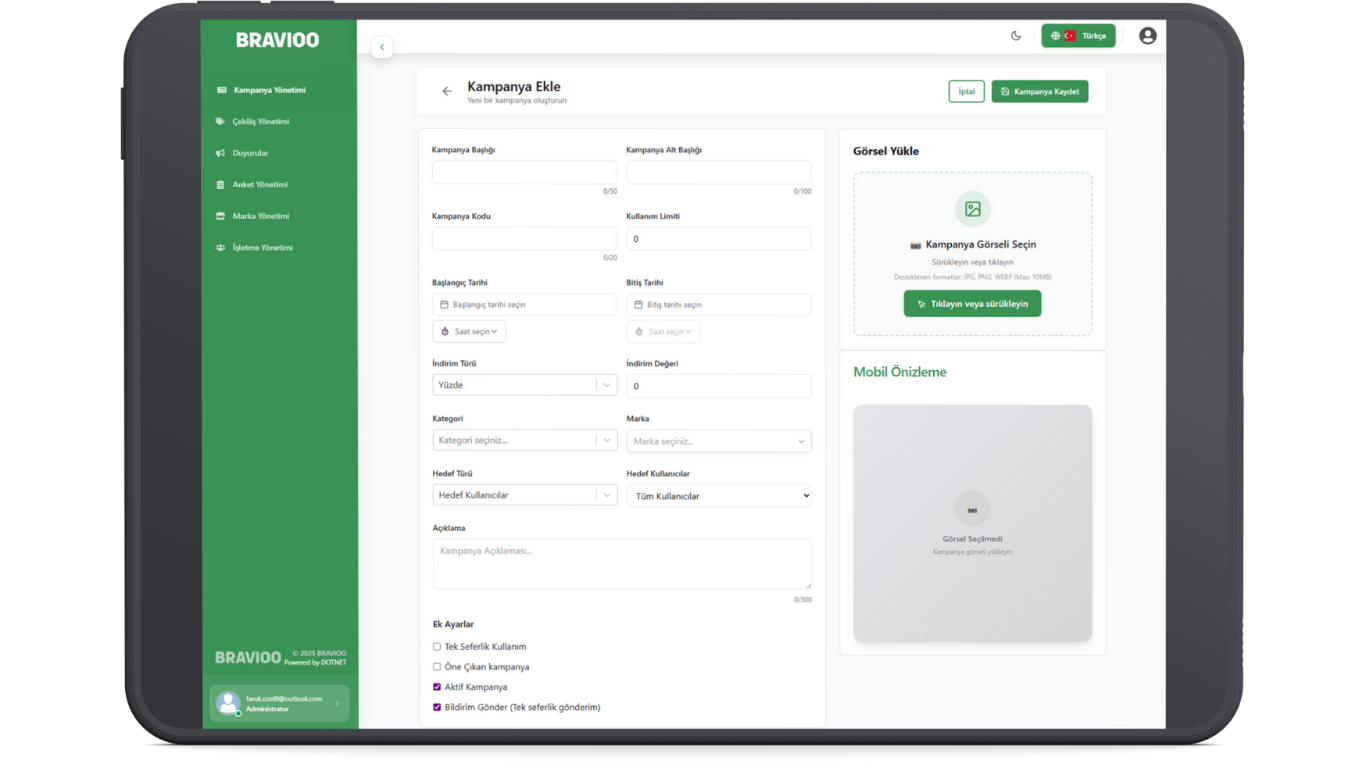 BRAVIOO
Türkçe
Kampanya Yönetimi
Çekiliş Yönetimi
Duyurular
Anket Yönetimi
Marka Yönetimi
İşletme Yönetimi
Kampanya Ekle
Yeni bir kampanya oluşturun
İptal
Kampanya Kaydet
Kampanya Başlığı
Kampanya Alt Başlığı
0/50
0/100
Kampanya Kodu
Kullanım Limiti
0
0/20
Başlangıç Tarihi
Bitiş Tarihi
Başlangıç tarihi seçin
Bitiş tarihi seçin
Saat seçin
Saat seçin
İndirim Türü
İndirim Değeri
Yüzde
0
Kategori
Marka
Kategori seçiniz...
Marka seçiniz...
Hedef Türü
Hedef Kullanıcılar
Hedef Kullanıcılar
Tüm Kullanıcılar
Açıklama
Kampanya Açıklaması...
0/300
Ek Ayarlar
Tek Seferlik Kullanım
Öne Çıkan kampanya
Aktif Kampanya
Bildirim Gönder (Tek seferlik gönderim)
Görsel Yükle
Kampanya Görseli Seçin
Sürükleyin veya tıklayın
Desteklenen formatlar: JPG, PNG, WEBP (Max: 10MB)
Tıklayın veya sürükleyin
Mobil Önizleme
Görsel Seçilmedi
Kampanya görseli yükleyin
BRAVIOO
© 2025 BRAVIOO
Powered by DOTNET
Administrator